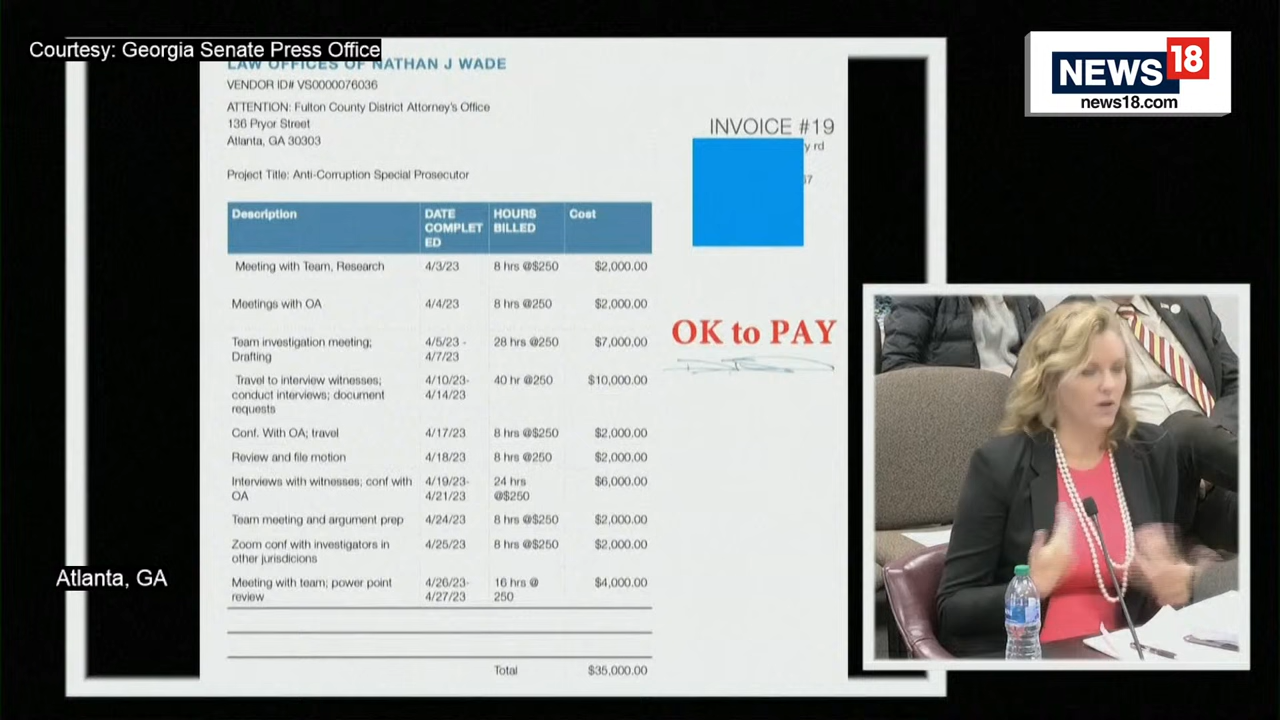 Courtesy: Georgia Senate Press Office
NEWS 18
news18.com
LAW OFFICES OF NATHAN J WADE
VENDOR ID# VS0000076036
ATTENTION: Fulton County District Attorney's Office
136 Pryor Street
Atlanta, GA 30303
INVOICE #19
y rd
67
Project Title: Anti-Corruption Special Prosecutor
Description DATE COMPLET ED HOURS BILLED Cost
Meeting with Team, Research 4/3/23 8 hrs @$250 $2,000.00
Meetings with OA 4/4/23 8 hrs @250 $2,000.00
Team investigation meeting; 4/5/23 - 28 hrs @250 $7,000.00
Drafting 4/7/23
Travel to interview witnesses; 4/10/23- 40 hr @250 $10,000.00
conduct interviews; document 4/14/23
requests
Conf. With OA; travel 4/17/23 8 hrs @$250 $2,000.00
Review and file motion 4/18/23 8 hrs @250 $2,000.00
Interviews with witnesses; conf with 4/19/23- 24 hrs $6,000.00
OA 4/21/23 @$250
Team meeting and argument prep 4/24/23 8 hrs @$250 $2,000.00
Zoom conf with investigators in 4/25/23 8 hrs @$250 $2,000.00
other jurisdicions
Meeting with team; power point 4/26/23- 16 hrs @ $4,000.00
review 4/27/23 250
Total $35,000.00
OK to PAY
Atlanta, GA